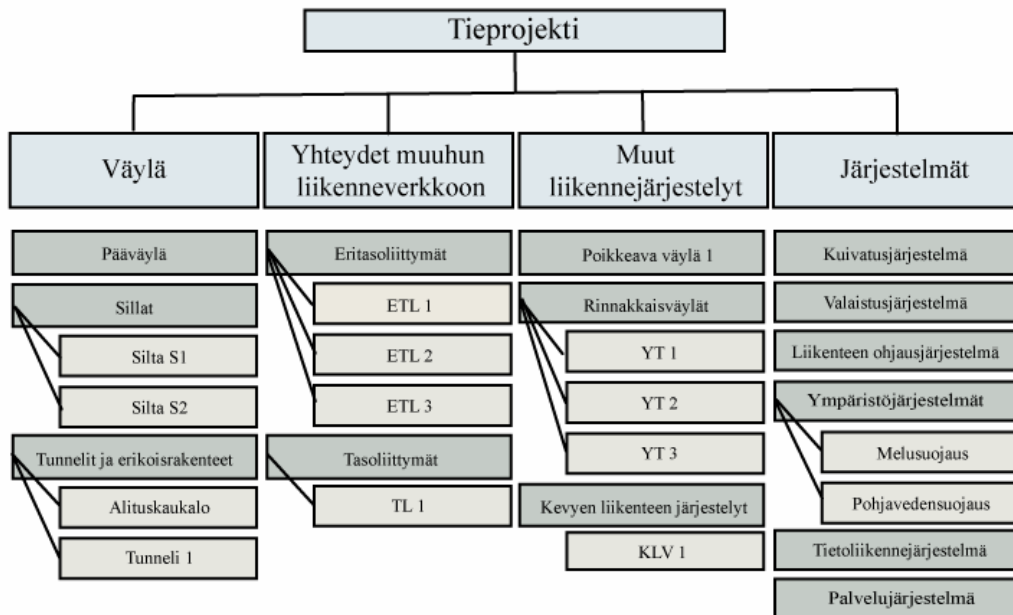 Tieprojekti
Väylä
Yhteydet muuhun
liikenneverkkoon
Muut
liikennejärjestelyt
Järjestelmät
Pääväylä
Sillat
Silta S1
Silta S2
Tunnelit ja erikoisrakenteet
Alituskaukalo
Tunneli 1
Eritasoliittymät
ETL 1
ETL 2
ETL 3
Tasoliittymät
TL 1
Poikkeava väylä 1
Rinnakkaisväylät
YT 1
YT 2
YT 3
Kevyen liikenteen järjestelyt
KLV 1
Kuivatusjärjestelmä
Valaistusjärjestelmä
Liikenteen ohjausjärjestelmä
Ympäristöjärjestelmät
Melusuojaus
Pohjavedensuojaus
Tietoliikennejärjestelmä
Palvelujärjestelmä